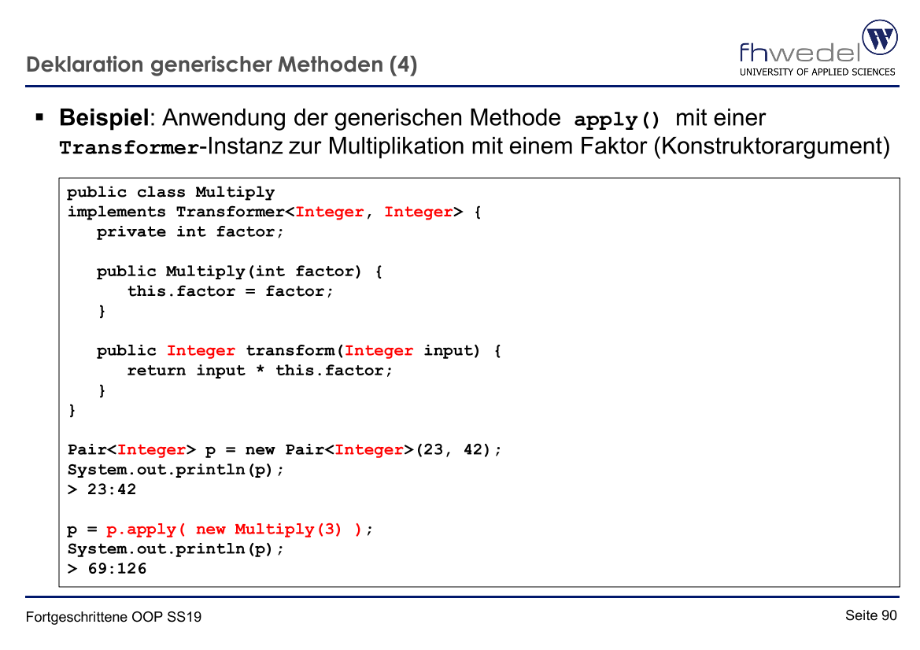 Deklaration generischer Methoden (4)
W
fhwedel
UNIVERSITY OF APPLIED SCIENCES
▪ Beispiel: Anwendung der generischen Methode apply() mit einer
Transformer-Instanz zur Multiplikation mit einem Faktor (Konstruktorargument)
public class Multiply
implements Transformer<Integer, Integer> {
   private int factor;

   public Multiply(int factor) {
      this.factor = factor;
   }

   public Integer transform(Integer input) {
      return input * this.factor;
   }
}

Pair<Integer> p = new Pair<Integer>(23, 42);
System.out.println(p);
> 23:42

p = p.apply( new Multiply(3) );
System.out.println(p);
> 69:126
Fortgeschrittene OOP SS19
Seite 90